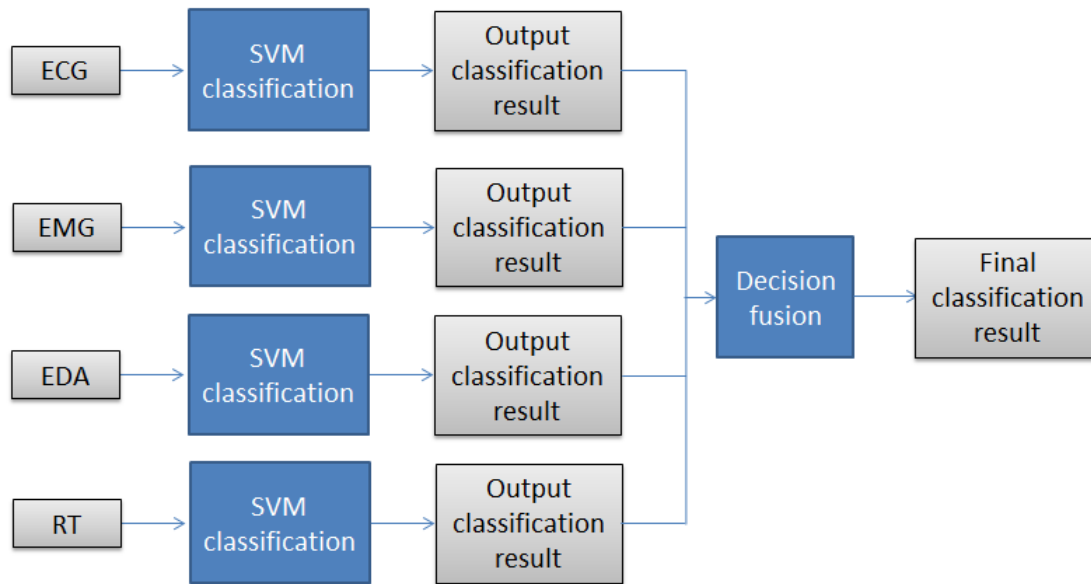 ECG
SVM
classification
Output
classification
result
EMG
SVM
classification
Output
classification
result
EDA
SVM
classification
Output
classification
result
RT
SVM
classification
Output
classification
result
Decision
fusion
Final
classification
result